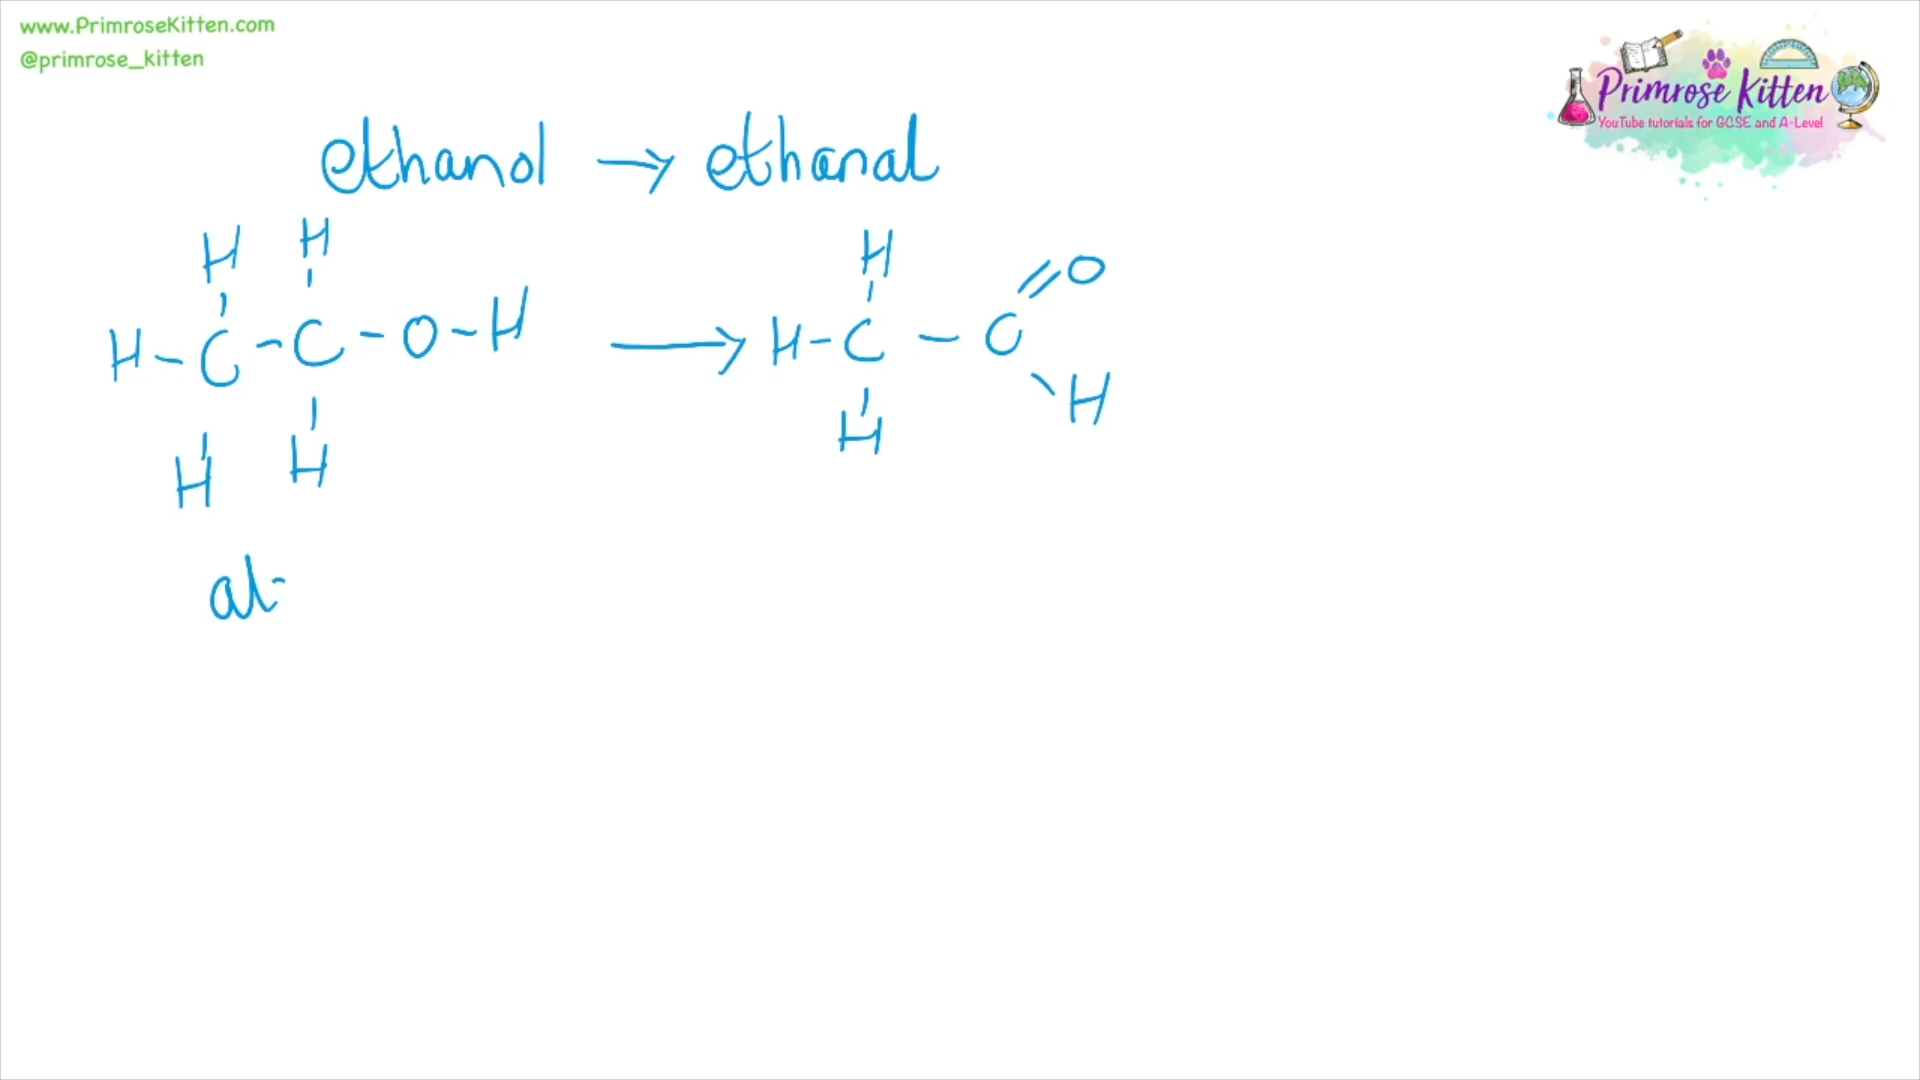 www.PrimroseKitten.com
@primrose_kitten
Primrose Kitten
YouTube tutorials for GCSE and A-Level
ethanol → ethanal
H H H O
H - C - C - O - H → H - C - C
H H H H
al